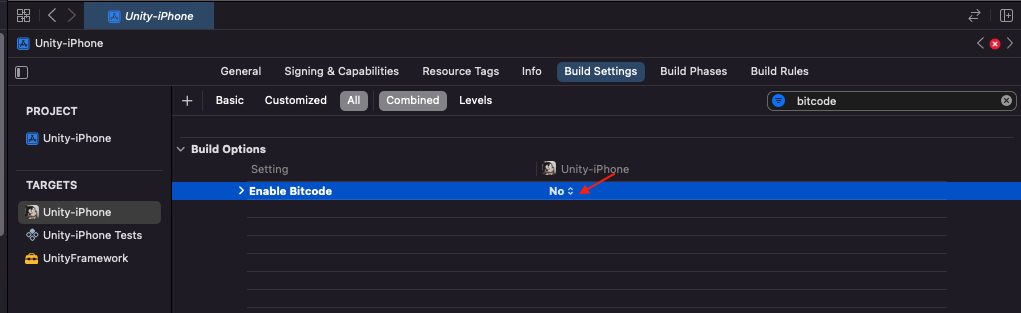 Unity-iPhone
Unity-iPhone
General Signing & Capabilities Resource Tags Info Build Settings Build Phases Build Rules
Basic Customized All Combined Levels bitcode
PROJECT
Unity-iPhone
TARGETS
Unity-iPhone
Unity-iPhone Tests
UnityFramework
Build Options
Setting Unity-iPhone
Enable Bitcode No